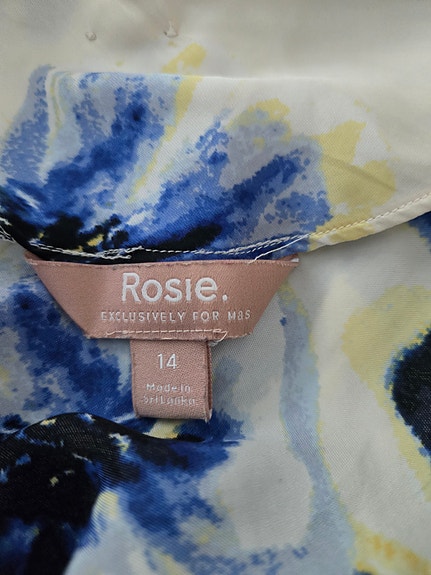 Rosie.
EXCLUSIVELY FOR M&S
14
Made in
Sri Lanka